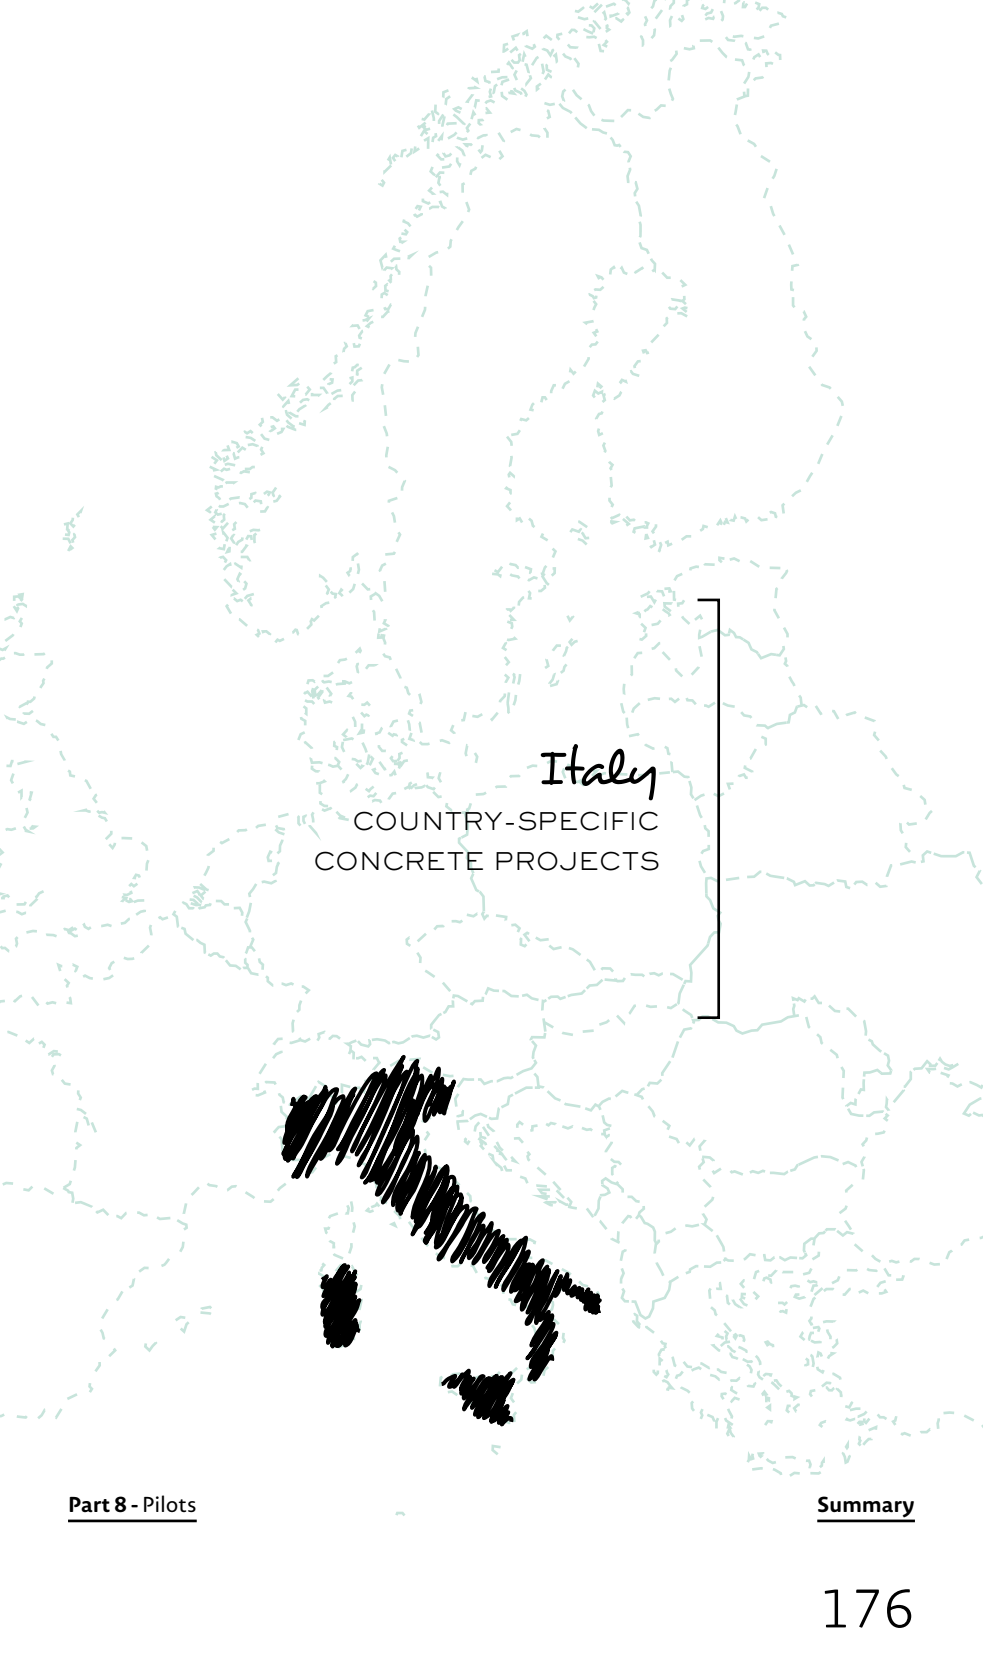 Italy
COUNTRY-SPECIFIC
CONCRETE PROJECTS
Part 8 - Pilots
Summary
176